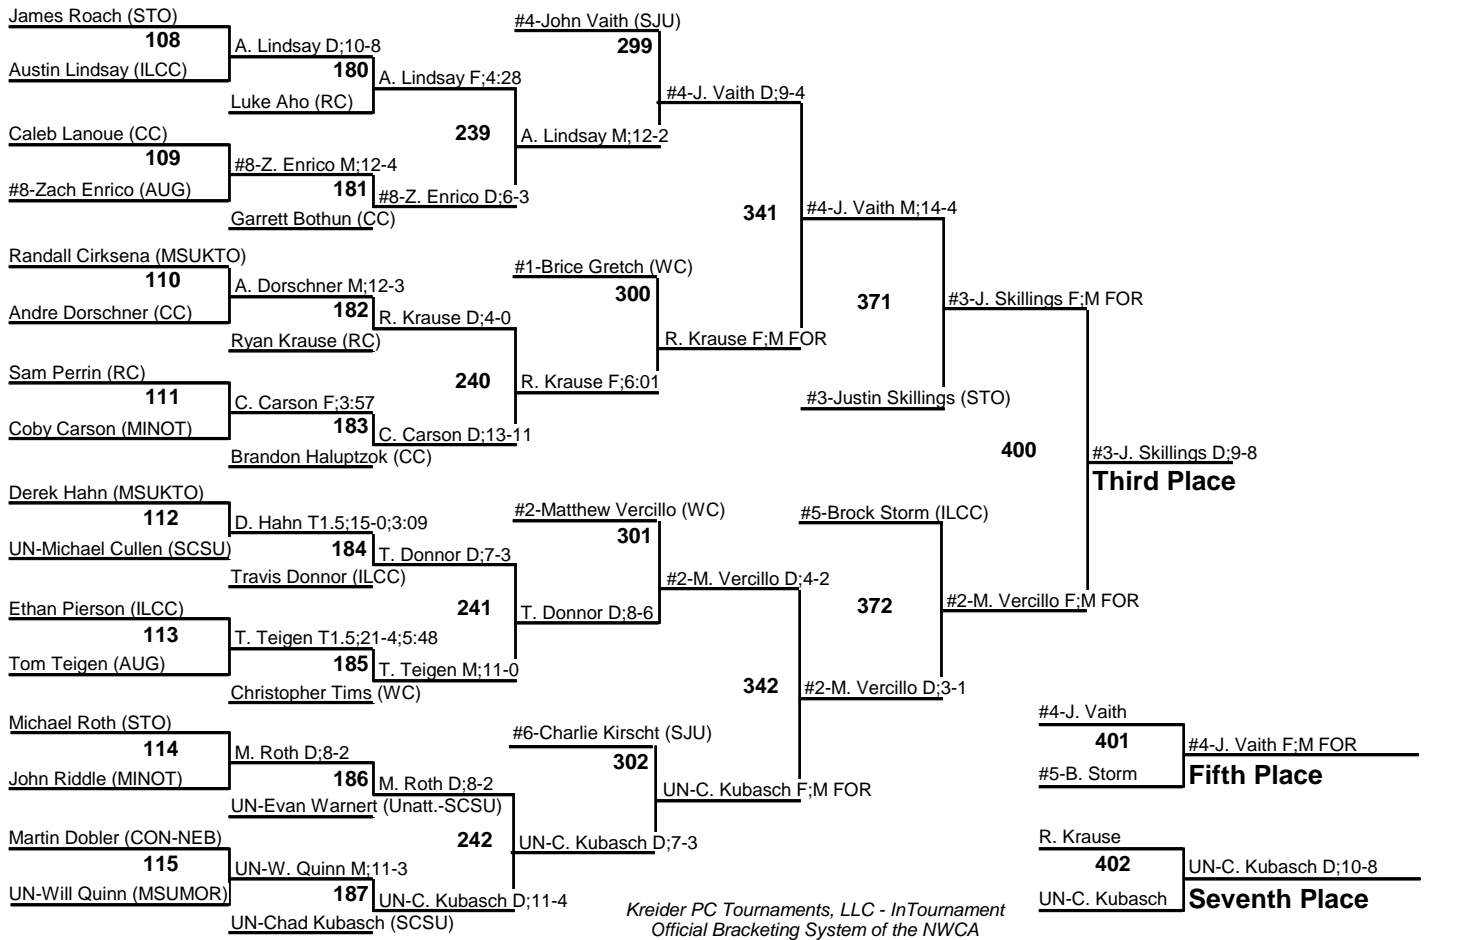 James Roach (STO)
108
Austin Lindsay (ILCC)
Caleb Lanoue (CC)
109
#8-Zach Enrico (AUG)
Randall Cirksena (MSUKTO)
110
Andre Dorschner (CC)
Sam Perrin (RC)
111
Coby Carson (MINOT)
Derek Hahn (MSUKTO)
112
UN-Michael Cullen (SCSU)
Ethan Pierson (ILCC)
113
Tom Teigen (AUG)
Michael Roth (STO)
114
John Riddle (MINOT)
Martin Dobler (CON-NEB)
115
UN-Will Quinn (MSUMOR)
A. Lindsay D;10-8
180
Luke Aho (RC)
#8-Z. Enrico M;12-4
181
Garrett Bothun (CC)
A. Dorschner M;12-3
182
Ryan Krause (RC)
C. Carson F;3:57
183
Brandon Haluptzok (CC)
D. Hahn T1.5;15-0;3:09
184
Travis Donnor (ILCC)
T. Teigen T1.5;21-4;5:48
185
Christopher Tims (WC)
M. Roth D;8-2
186
UN-Evan Warnert (Unatt.-SCSU)
UN-W. Quinn M;11-3
187
UN-Chad Kubasch (SCSU)
A. Lindsay F;4:28
239
#8-Z. Enrico D;6-3
R. Krause D;4-0
240
C. Carson D;13-11
T. Donnor D;7-3
241
T. Teigen M;11-0
M. Roth D;8-2
242
UN-C. Kubasch D;11-4
#4-John Vaith (SJU)
299
A. Lindsay M;12-2
#1-Brice Gretch (WC)
300
R. Krause F;6:01
#2-Matthew Vercillo (WC)
301
T. Donnor D;8-6
#6-Charlie Kirscht (SJU)
302
UN-C. Kubasch D;7-3
#4-J. Vaith D;9-4
341
R. Krause F;M FOR
#2-M. Vercillo D;4-2
342
UN-C. Kubasch F;M FOR
#4-J. Vaith M;14-4
371
#3-Justin Skillings (STO)
#5-Brock Storm (ILCC)
372
#2-M. Vercillo D;3-1
#3-J. Skillings F;M FOR
400
#2-M. Vercillo F;M FOR
#3-J. Skillings D;9-8
Third Place
#4-J. Vaith
401
#5-B. Storm
#4-J. Vaith F;M FOR
Fifth Place
R. Krause
402
UN-C. Kubasch
UN-C. Kubasch D;10-8
Seventh Place
Kreider PC Tournaments, LLC - InTournament
Official Bracketing System of the NWCA